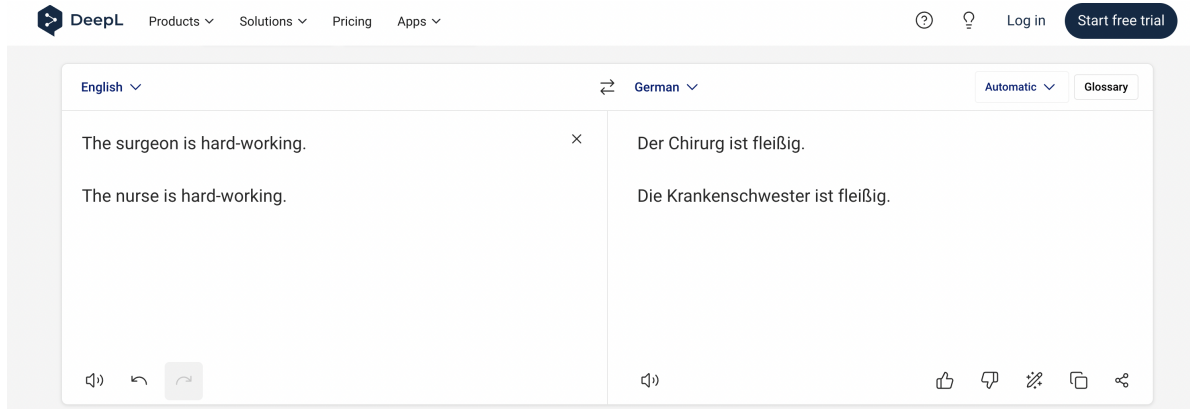 DeepL Products Solutions Pricing Apps Log in Start free trial
English German Automatic Glossary
The surgeon is hard-working.
The nurse is hard-working.
Der Chirurg ist fleißig.
Die Krankenschwester ist fleißig.